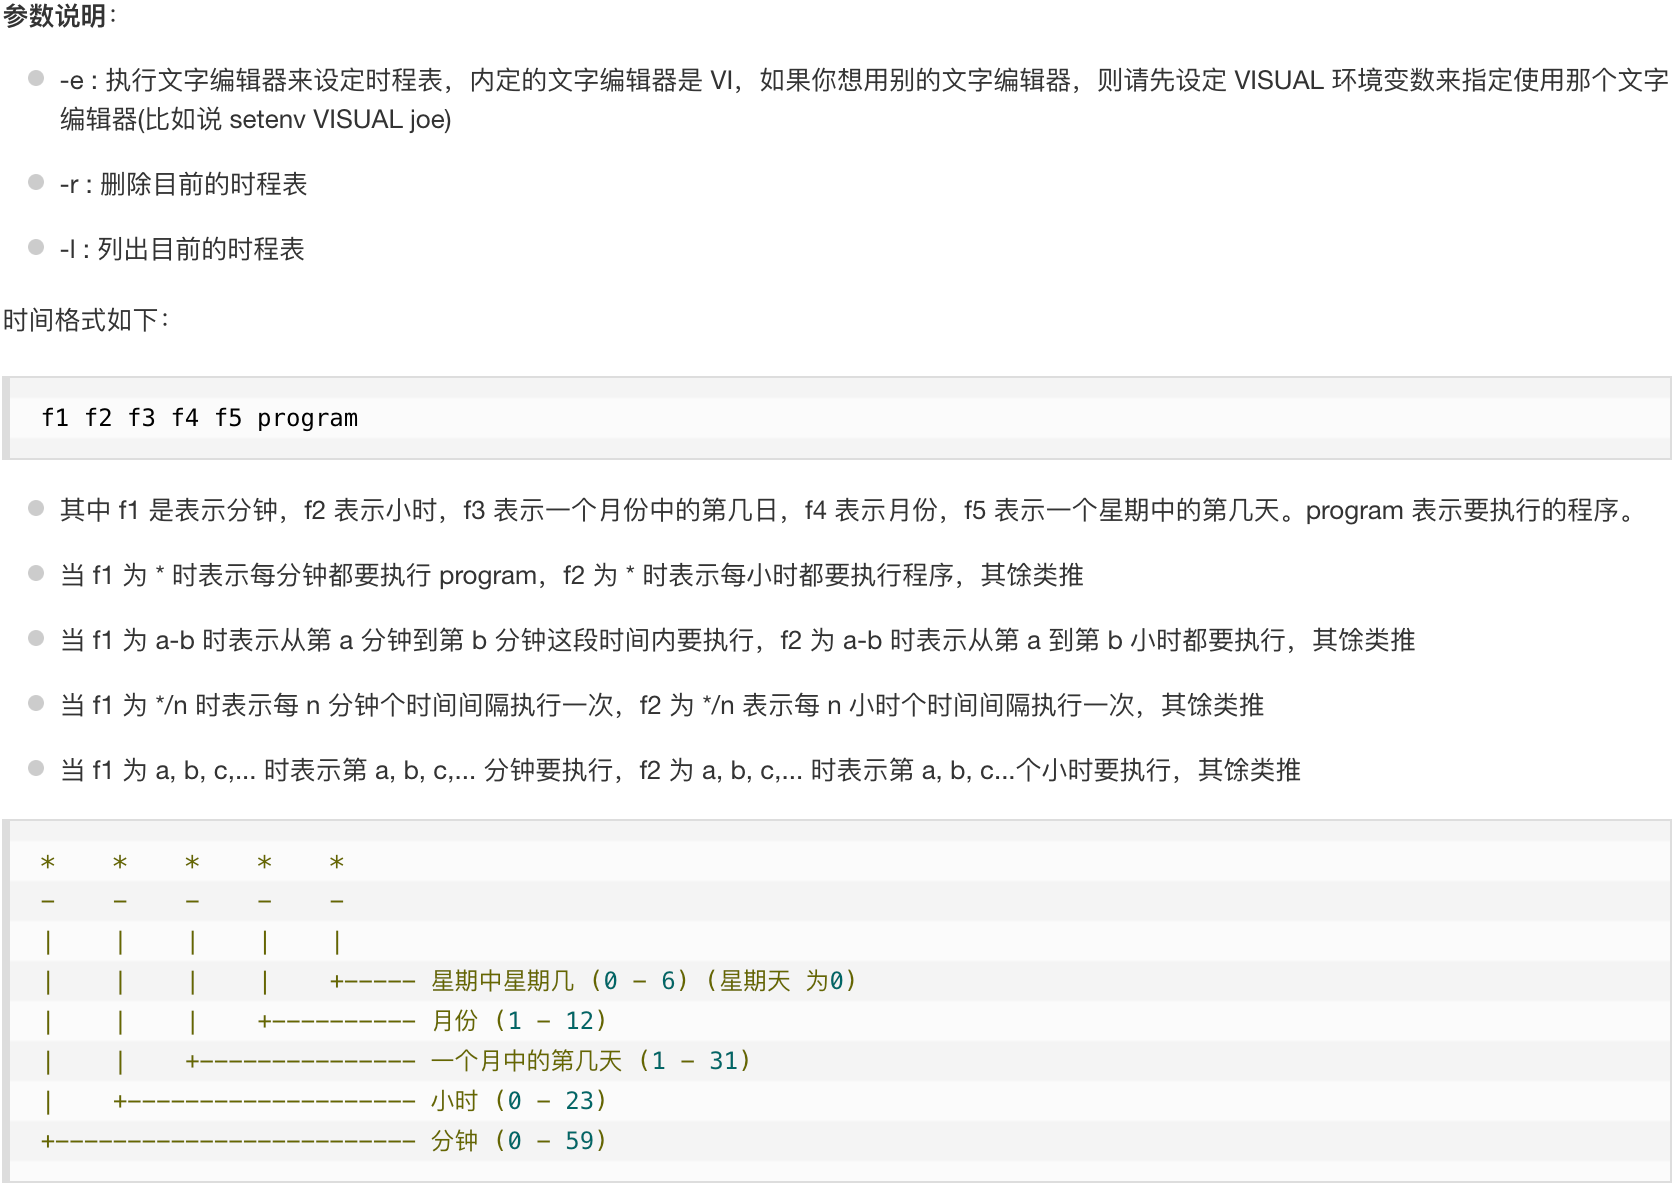 参数说明：
-e : 执行文字编辑器来设定时程表，内定的文字编辑器是 VI，如果你想用别的文字编辑器，则请先设定 VISUAL 环境变数来指定使用那个文字
编辑器(比如说 setenv VISUAL joe)
-r : 删除目前的时程表
-l : 列出目前的时程表
时间格式如下：
f1 f2 f3 f4 f5 program
其中 f1 是表示分钟，f2 表示小时，f3 表示一个月份中的第几日，f4 表示月份，f5 表示一个星期中的第几天。program 表示要执行的程序。
当 f1 为 * 时表示每分钟都要执行 program，f2 为 * 时表示每小时都要执行程序，其馀类推
当 f1 为 a-b 时表示从第 a 分钟到第 b 分钟这段时间内要执行，f2 为 a-b 时表示从第 a 到第 b 小时都要执行，其馀类推
当 f1 为 */n 时表示每 n 分钟个时间间隔执行一次，f2 为 */n 表示每 n 小时个时间间隔执行一次，其馀类推
当 f1 为 a, b, c,... 时表示第 a, b, c,... 分钟要执行，f2 为 a, b, c,... 时表示第 a, b, c...个小时要执行，其馀类推
*    *    *    *    *
-    -    -    -    -
|    |    |    |    |
|    |    |    |    +----- 星期中星期几 (0 - 6) (星期天 为0)
|    |    |    +---------- 月份 (1 - 12)
|    |    +--------------- 一个月中的第几天 (1 - 31)
|    +-------------------- 小时 (0 - 23)
+------------------------- 分钟 (0 - 59)